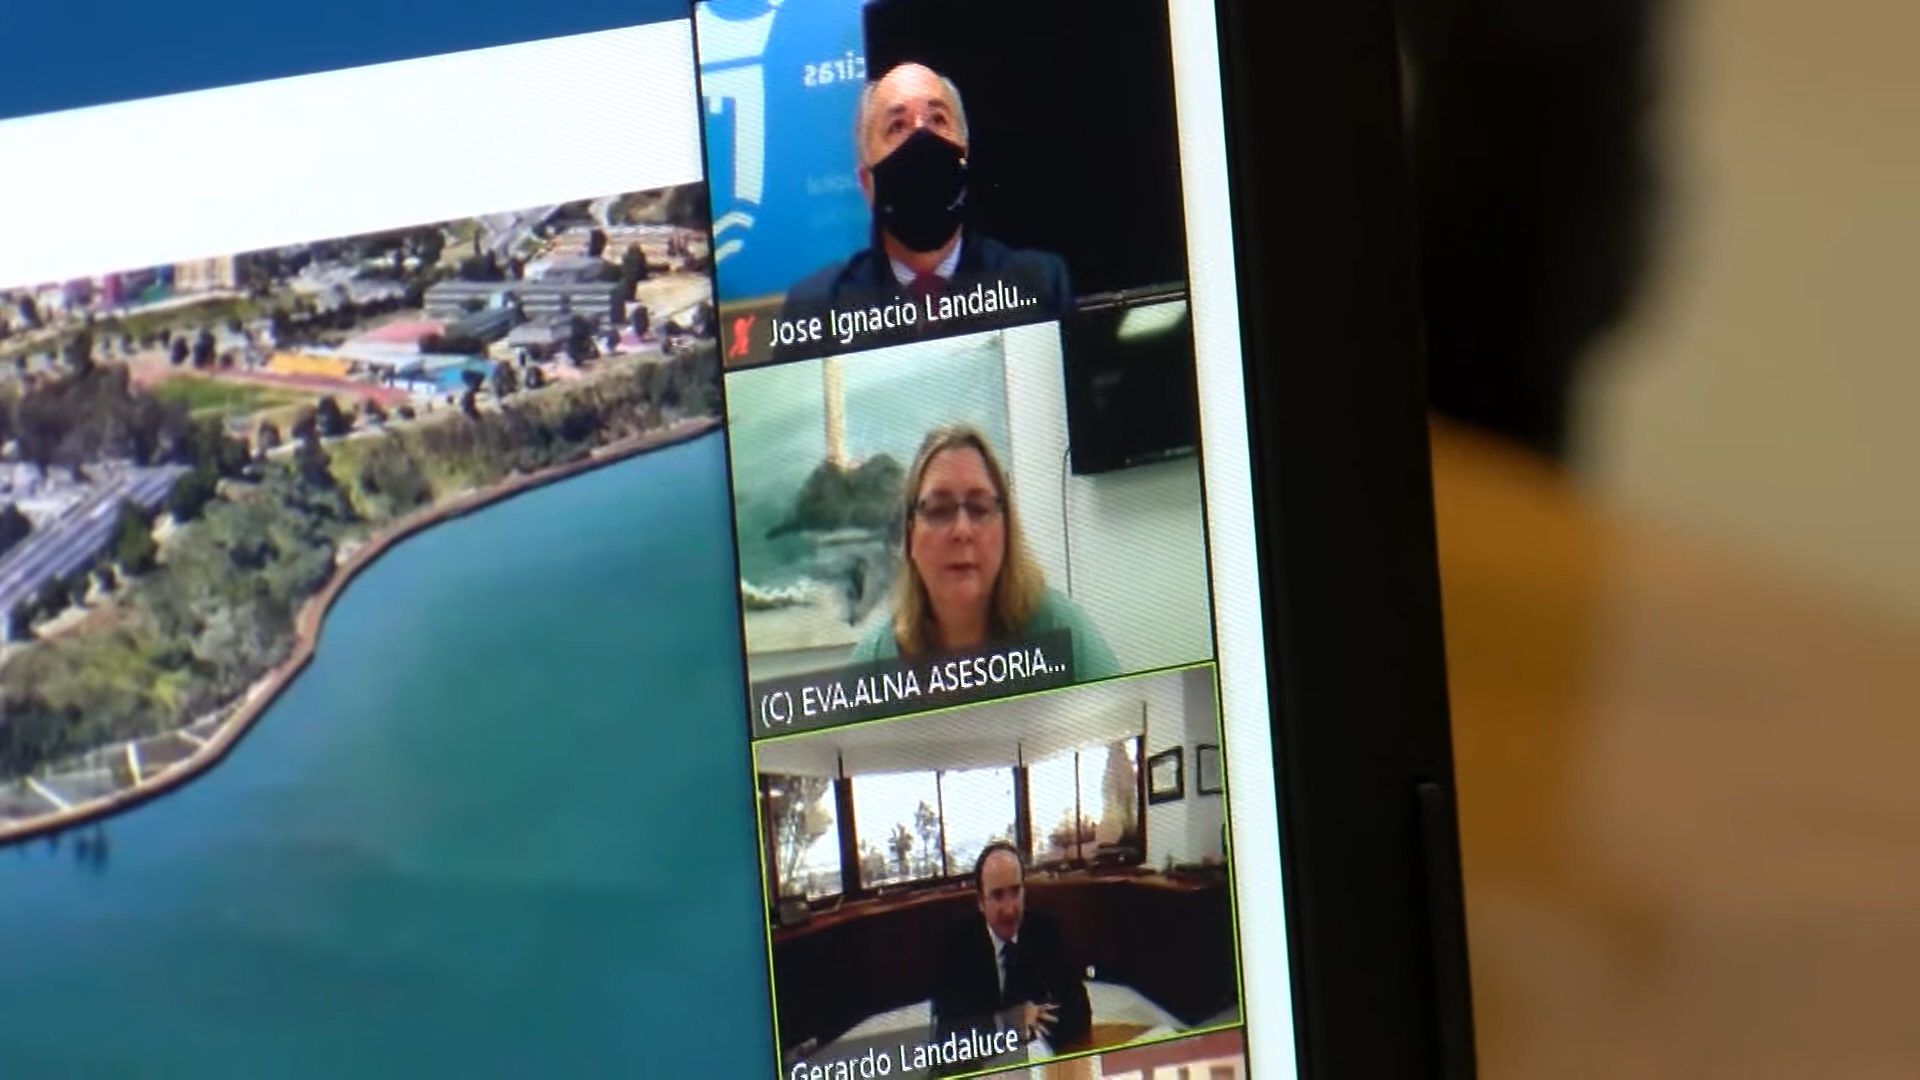 ciras
Jose Ignacio Landalu...
(C) EVA.ALNA ASESORIA...
Gerardo Landaluce